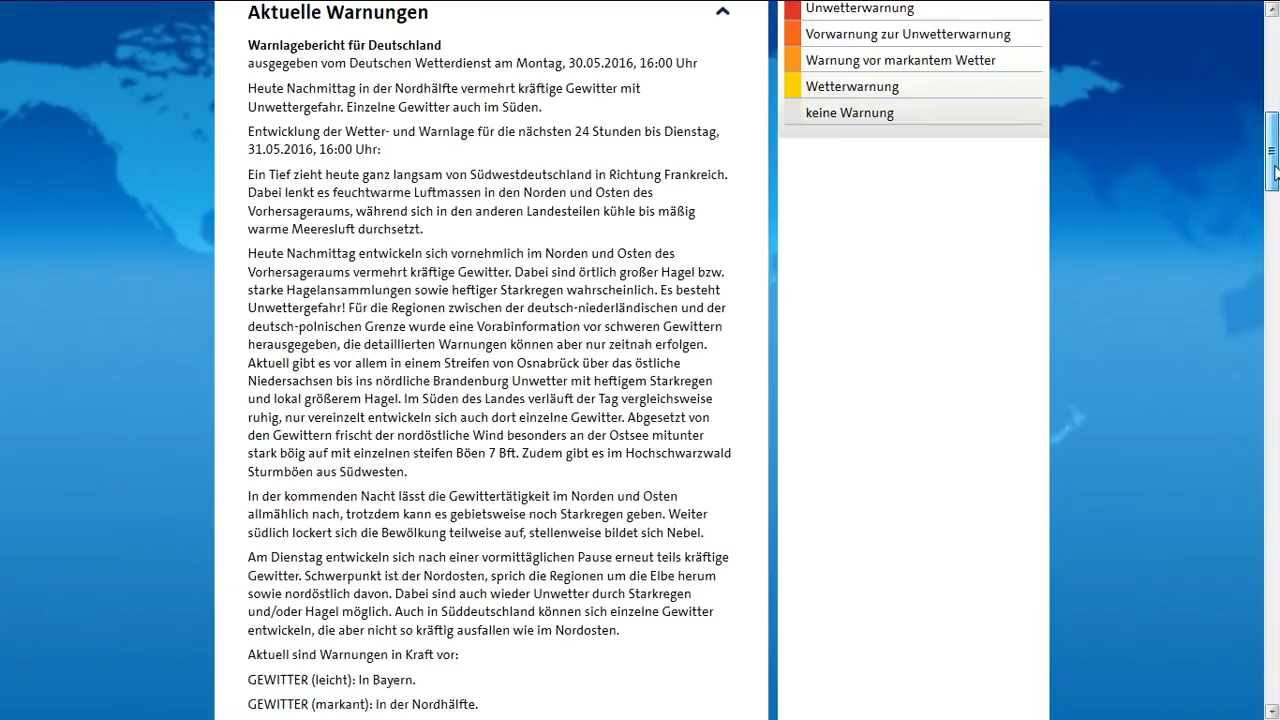 Aktuelle Warnungen
Warnlagebericht für Deutschland
ausgegeben vom Deutschen Wetterdienst am Montag, 30.05.2016, 16:00 Uhr
Heute Nachmittag in der Nordhälfte vermehrt kräftige Gewitter mit
Unwettergefahr. Einzelne Gewitter auch im Süden.
Entwicklung der Wetter- und Warnlage für die nächsten 24 Stunden bis Dienstag,
31.05.2016, 16:00 Uhr:
Ein Tief zieht heute ganz langsam von Südwestdeutschland in Richtung Frankreich.
Dabei lenkt es feuchtwarme Luftmassen in den Norden und Osten des
Vorhersageraums, während sich in den anderen Landesteilen kühle bis mäßig
warme Meeresluft durchsetzt.
Heute Nachmittag entwickeln sich vornehmlich im Norden und Osten des
Vorhersageraums vermehrt kräftige Gewitter. Dabei sind örtlich großer Hagel bzw.
starke Hagelansammlungen sowie heftiger Starkregen wahrscheinlich. Es besteht
Unwettergefahr! Für die Regionen zwischen der deutsch-niederländischen und der
deutsch-polnischen Grenze wurde eine Vorabinformation vor schweren Gewittern
herausgegeben, die detaillierten Warnungen können aber nur zeitnah erfolgen.
Aktuell gibt es vor allem in einem Streifen von Osnabrück über das östliche
Niedersachsen bis ins nördliche Brandenburg Unwetter mit heftigem Starkregen
und lokal größerem Hagel. Im Süden des Landes verläuft der Tag vergleichsweise
ruhig, nur vereinzelt entwickeln sich auch dort einzelne Gewitter. Abgesetzt von
den Gewittern frischt der nordöstliche Wind besonders an der Ostsee mitunter
stark böig auf mit einzelnen steifen Böen 7 Bft. Zudem gibt es im Hochschwarzwald
Sturmböen aus Südwesten.
In der kommenden Nacht lässt die Gewittertätigkeit im Norden und Osten
allmählich nach, trotzdem kann es gebietsweise noch Starkregen geben. Weiter
südlich lockert sich die Bewölkung teilweise auf, stellenweise bildet sich Nebel.
Am Dienstag entwickeln sich nach einer vormittäglichen Pause erneut teils kräftige
Gewitter. Schwerpunkt ist der Nordosten, sprich die Regionen um die Elbe herum
sowie nordöstlich davon. Dabei sind auch wieder Unwetter durch Starkregen
und/oder Hagel möglich. Auch in Süddeutschland können sich einzelne Gewitter
entwickeln, die aber nicht so kräftig ausfallen wie im Nordosten.
Aktuell sind Warnungen in Kraft vor:
GEWITTER (leicht): In Bayern.
GEWITTER (markant): In der Nordhälfte.
Unwetterwarnung
Vorwarnung zur Unwetterwarnung
Warnung vor markantem Wetter
Wetterwarnung
keine Warnung